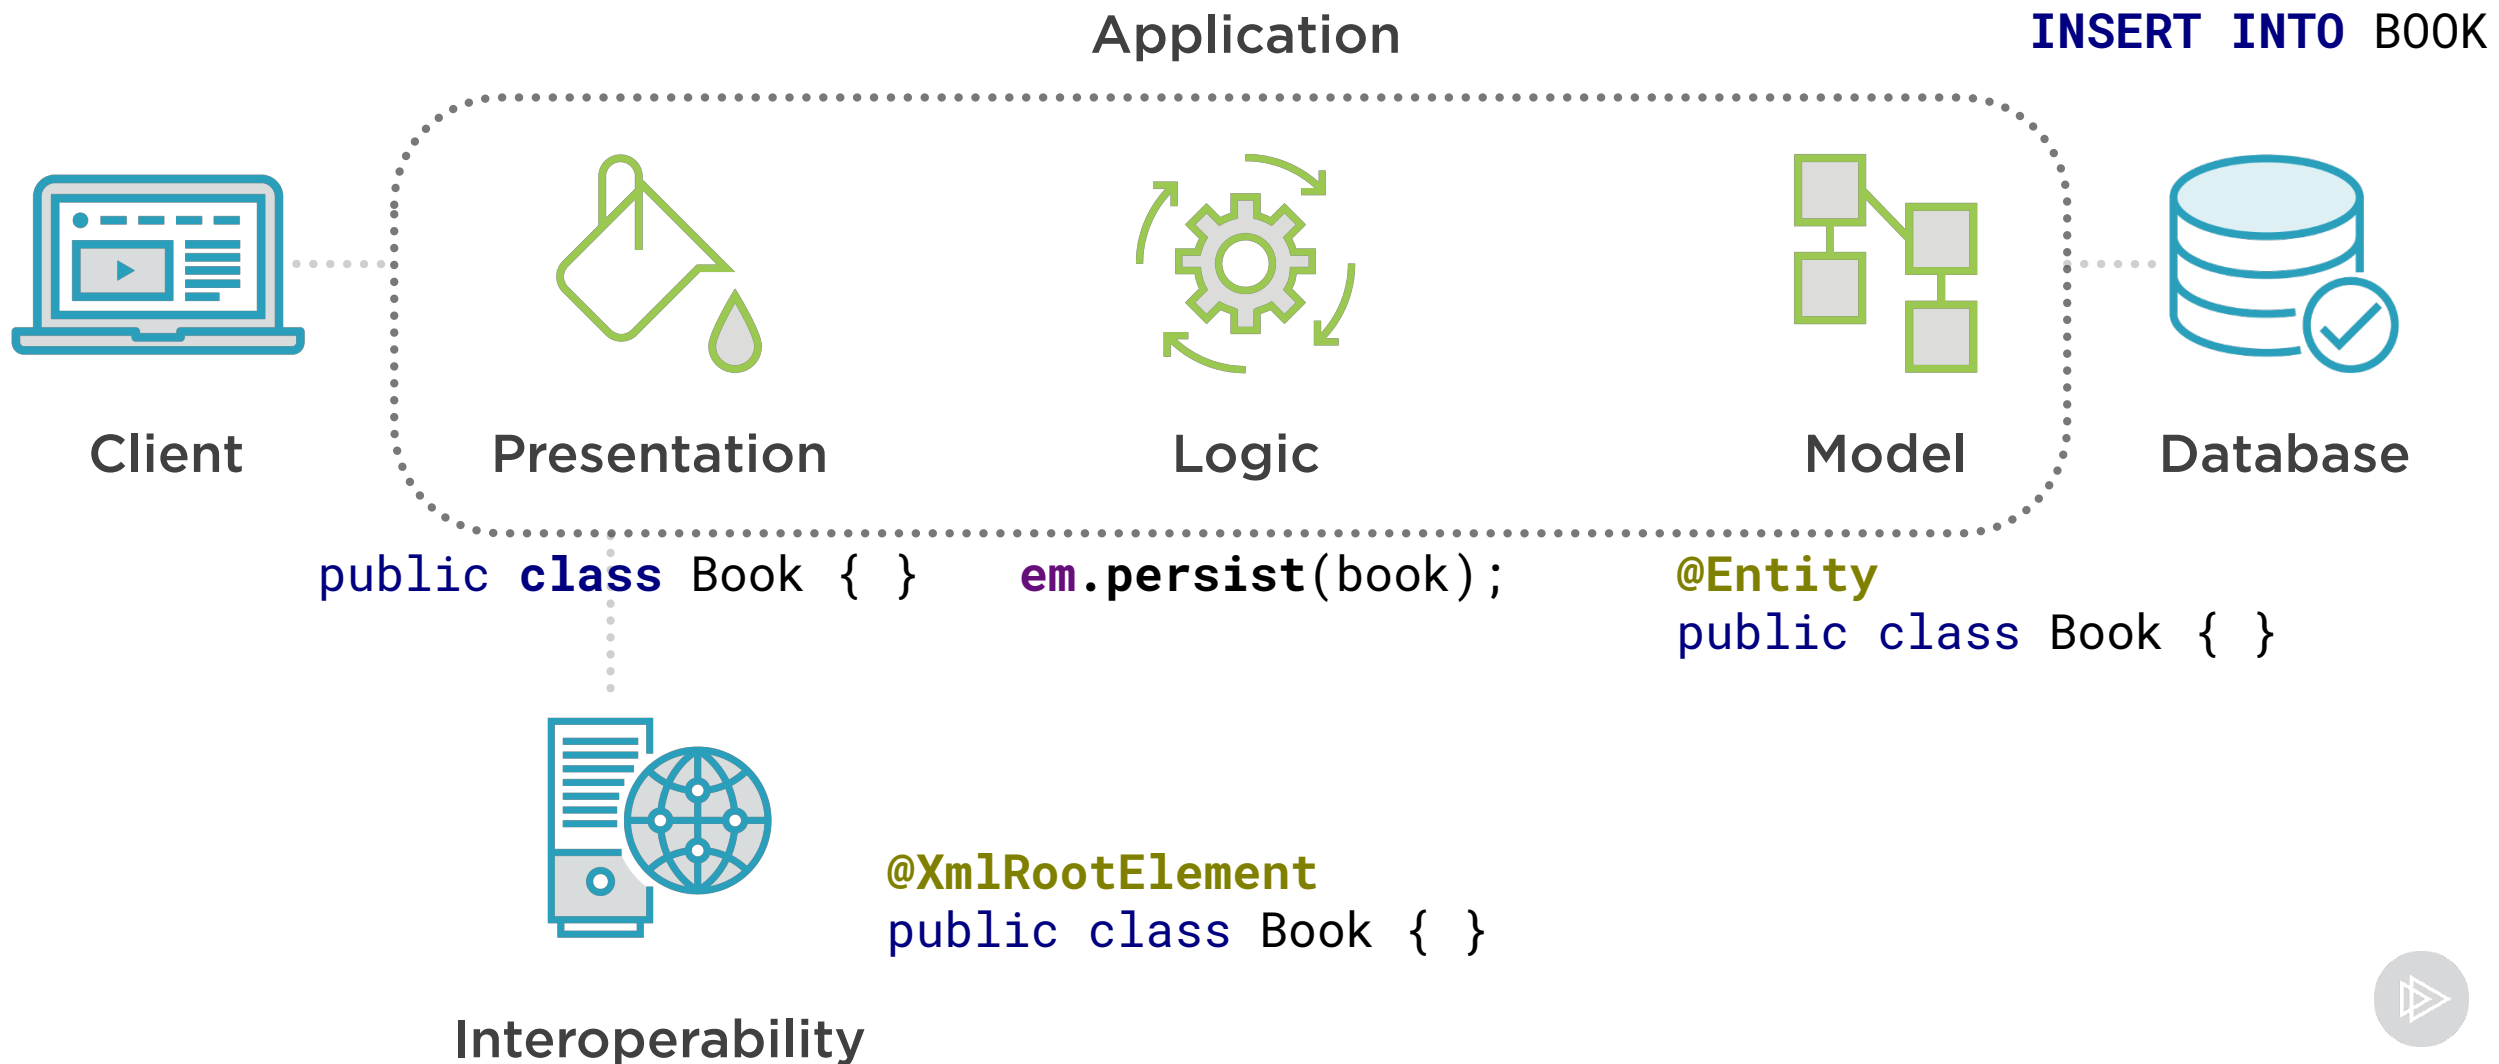 Application
INSERT INTO BOOK
Client
Presentation
Logic
Model
Database
public class Book { }
em.persist(book);
@Entity
public class Book { }
@XmlRootElement
public class Book { }
Interoperability